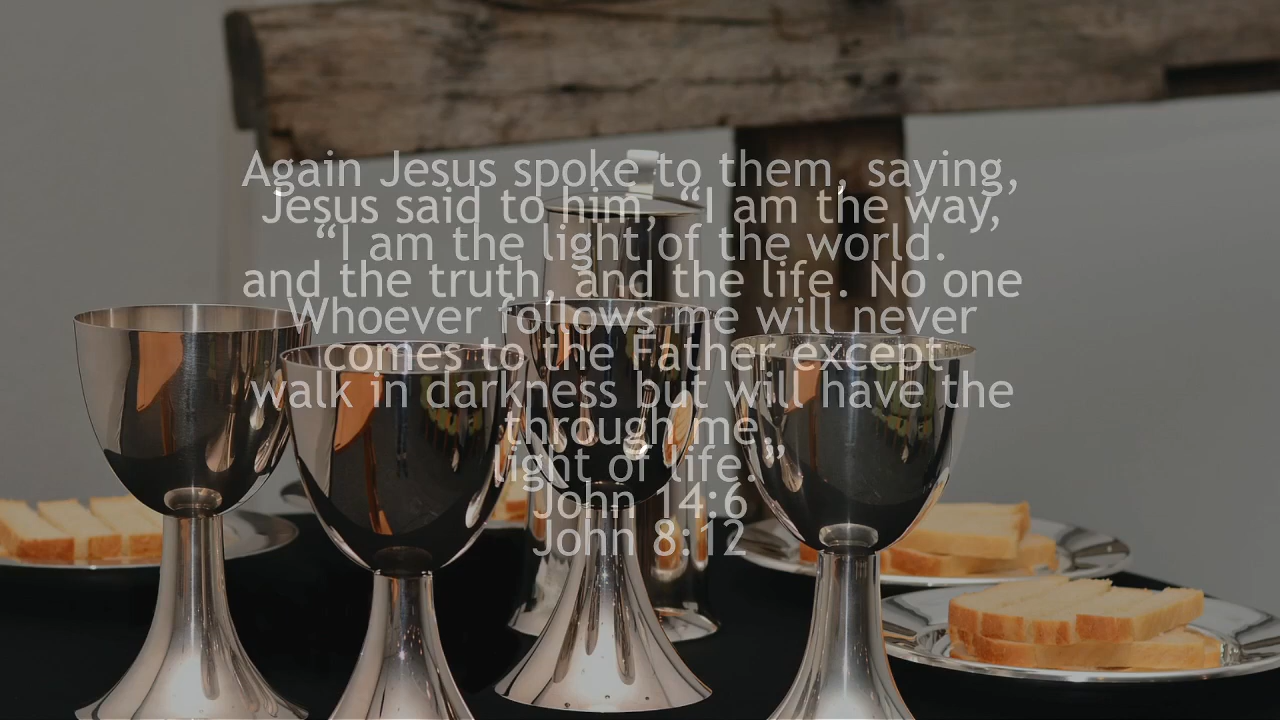 Again Jesus spoke to them, saying,
Jesus said to him, “I am the way,
“I am the light of the world.
and the truth, and the life. No one
Whoever follows me will never
comes to the Father except
walk in darkness but will have the
through me.
light of life.”
John 14:6
John 8:12